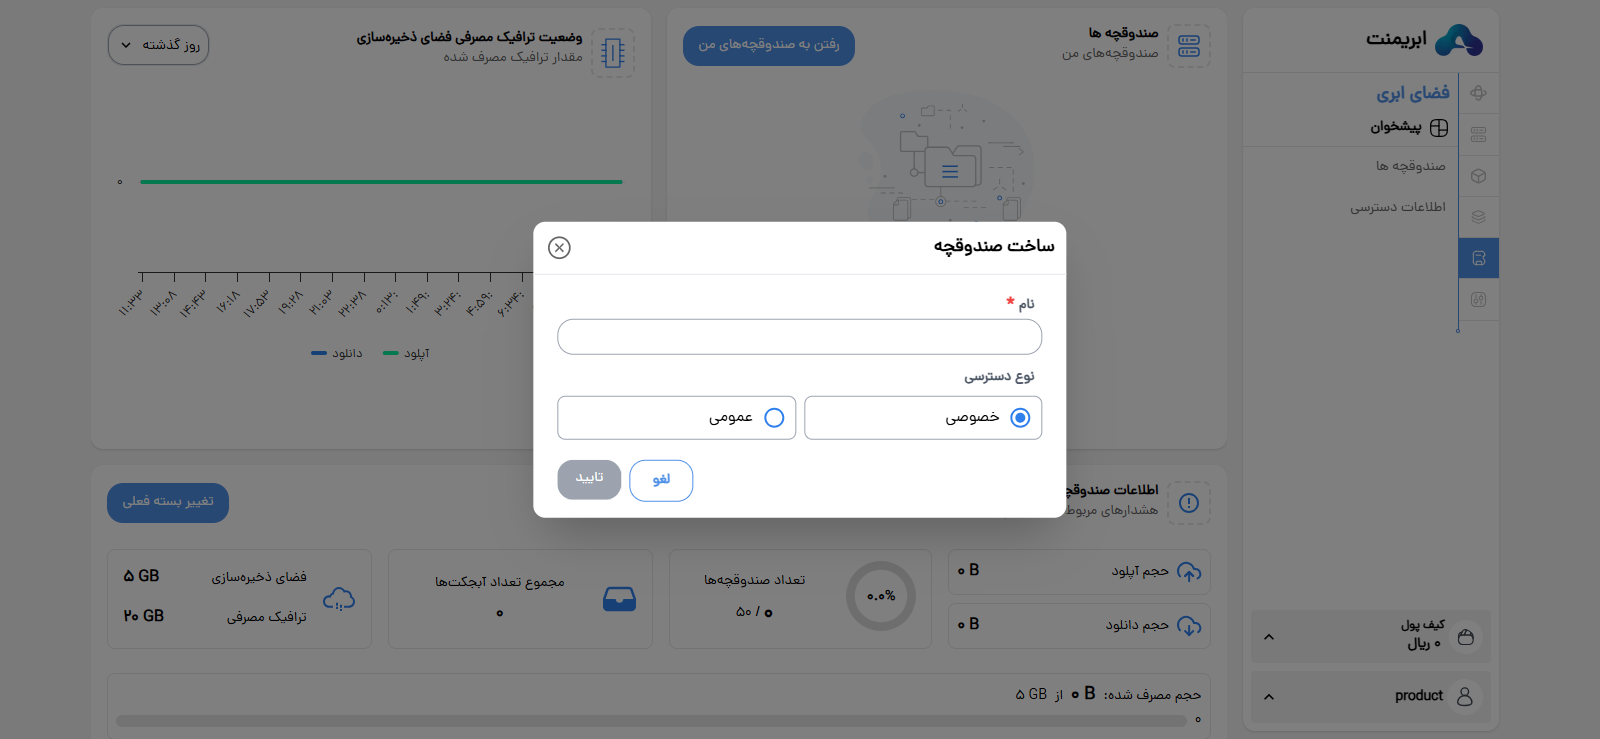 ابریمنت
فضای ابری
پیشخوان
صندوقچه ها
اطلاعات دسترسی
کیف پول
۰ ریال
product
صندوقچه ها
صندوقچه‌های من
رفتن به صندوقچه‌های من
وضعیت ترافیک مصرفی فضای ذخیره‌سازی
مقدار ترافیک مصرف شده
روز گذشته
۰
۱۱:۳۳
۱۳:۰۸
۱۴:۴۳
۱۶:۱۸
۱۷:۵۳
۱۹:۲۸
۲۱:۰۳
۲۲:۳۸
۰:۱۳:
۱:۴۹:
۳:۲۴:
۴:۵۹:
۶:۳۴:
آپلود
دانلود
ساخت صندوقچه
نام *
نوع دسترسی
خصوصی
عمومی
لغو
تایید
اطلاعات صندوقچ
هشدارهای مربوط
تغییر بسته فعلی
حجم آپلود
۰ B
حجم دانلود
۰ B
۰.۰%
تعداد صندوقچه‌ها
۰ / ۵۰
مجموع تعداد آبجکت‌ها
۰
فضای ذخیره‌سازی
۵ GB
ترافیک مصرفی
۲۰ GB
حجم مصرف شده: ۰ B از ۵ GB
۰